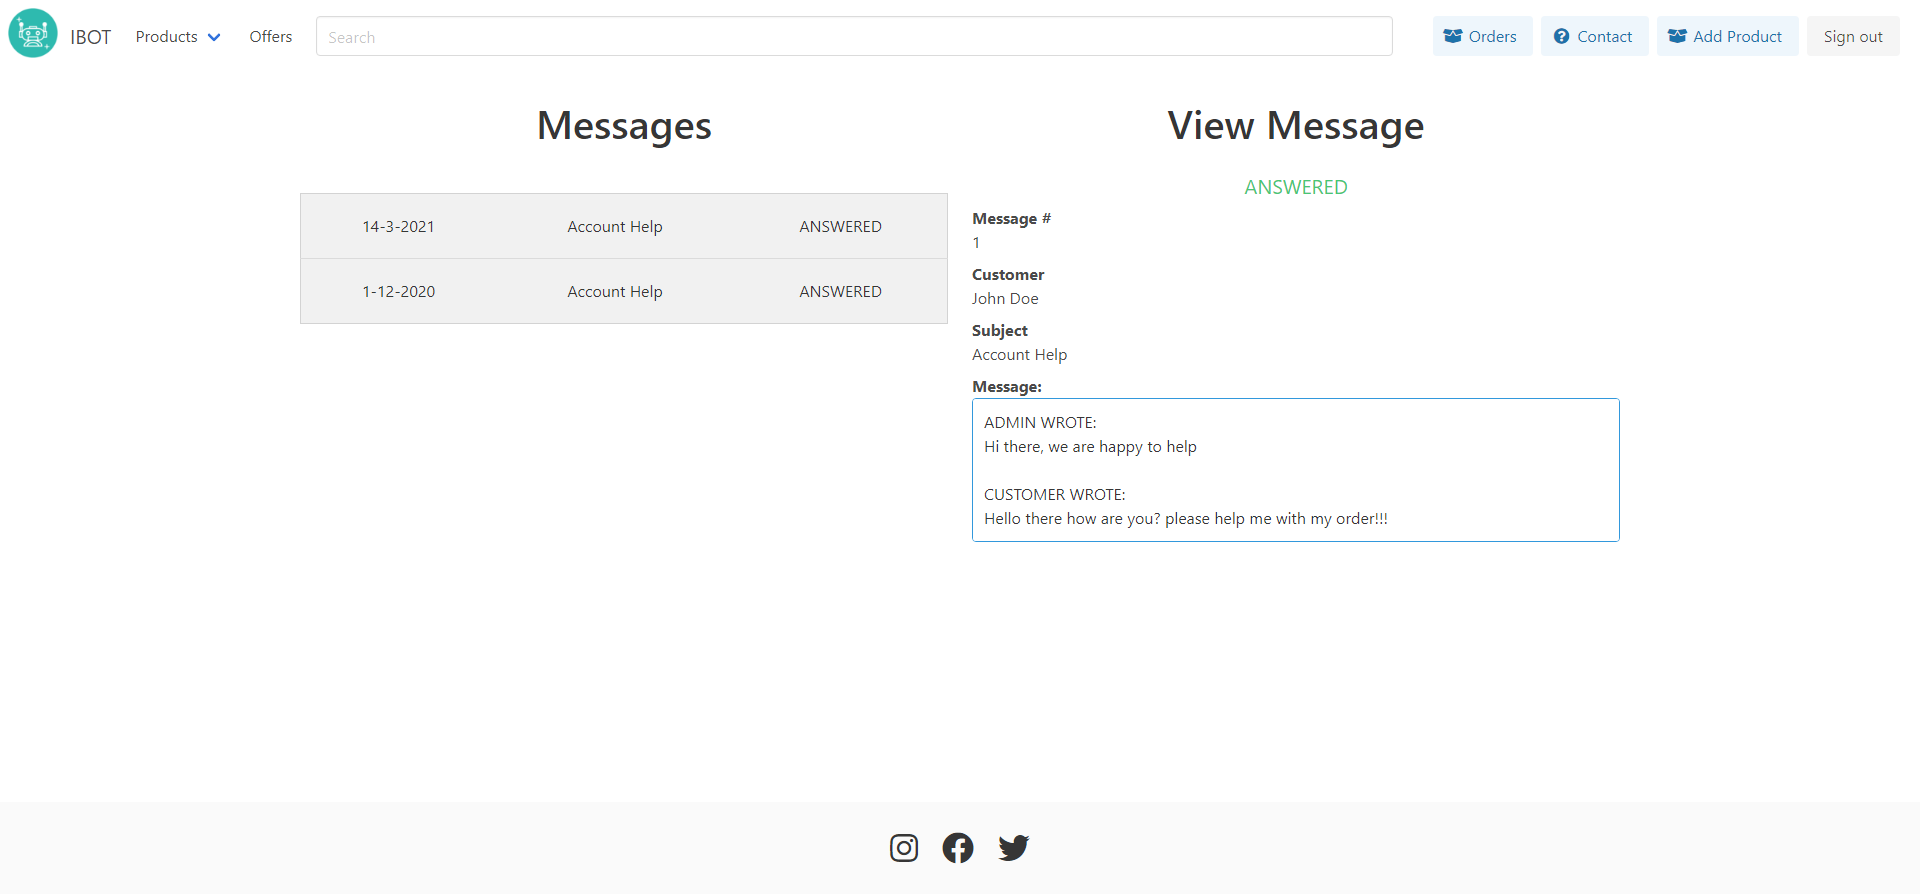 IBOT Products Offers Search Orders Contact Add Product Sign out
Messages
14-3-2021 Account Help ANSWERED
1-12-2020 Account Help ANSWERED
View Message
ANSWERED
Message #
1
Customer
John Doe
Subject
Account Help
Message:
ADMIN WROTE:
Hi there, we are happy to help
CUSTOMER WROTE:
Hello there how are you? please help me with my order!!!